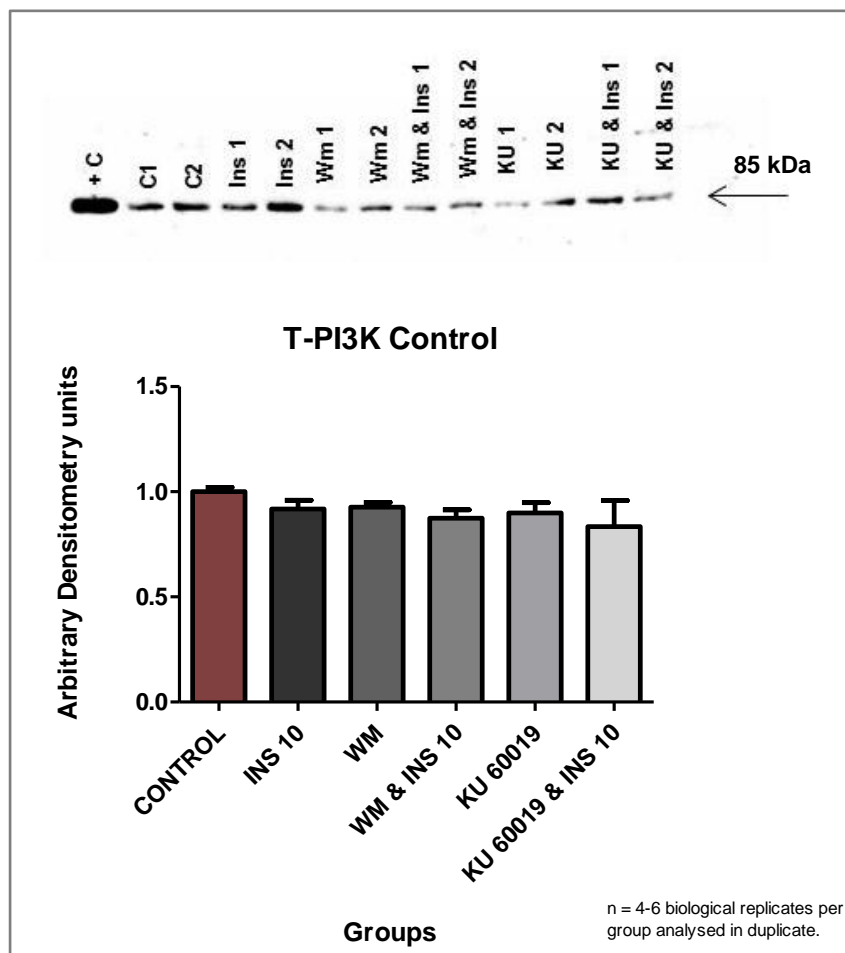 + C
C1
C2
Ins 1
Ins 2
Wm 1
Wm 2
Wm & Ins 1
Wm & Ins 2
KU 1
KU 2
KU & Ins 1
KU & Ins 2
85 kDa
T-PI3K Control
Arbitrary Densitometry units
1.5
1.0
0.5
0.0
CONTROL
INS 10
WM
WM & INS 10
KU 60019
KU 60019 & INS 10
Groups
n = 4-6 biological replicates per
group analysed in duplicate.